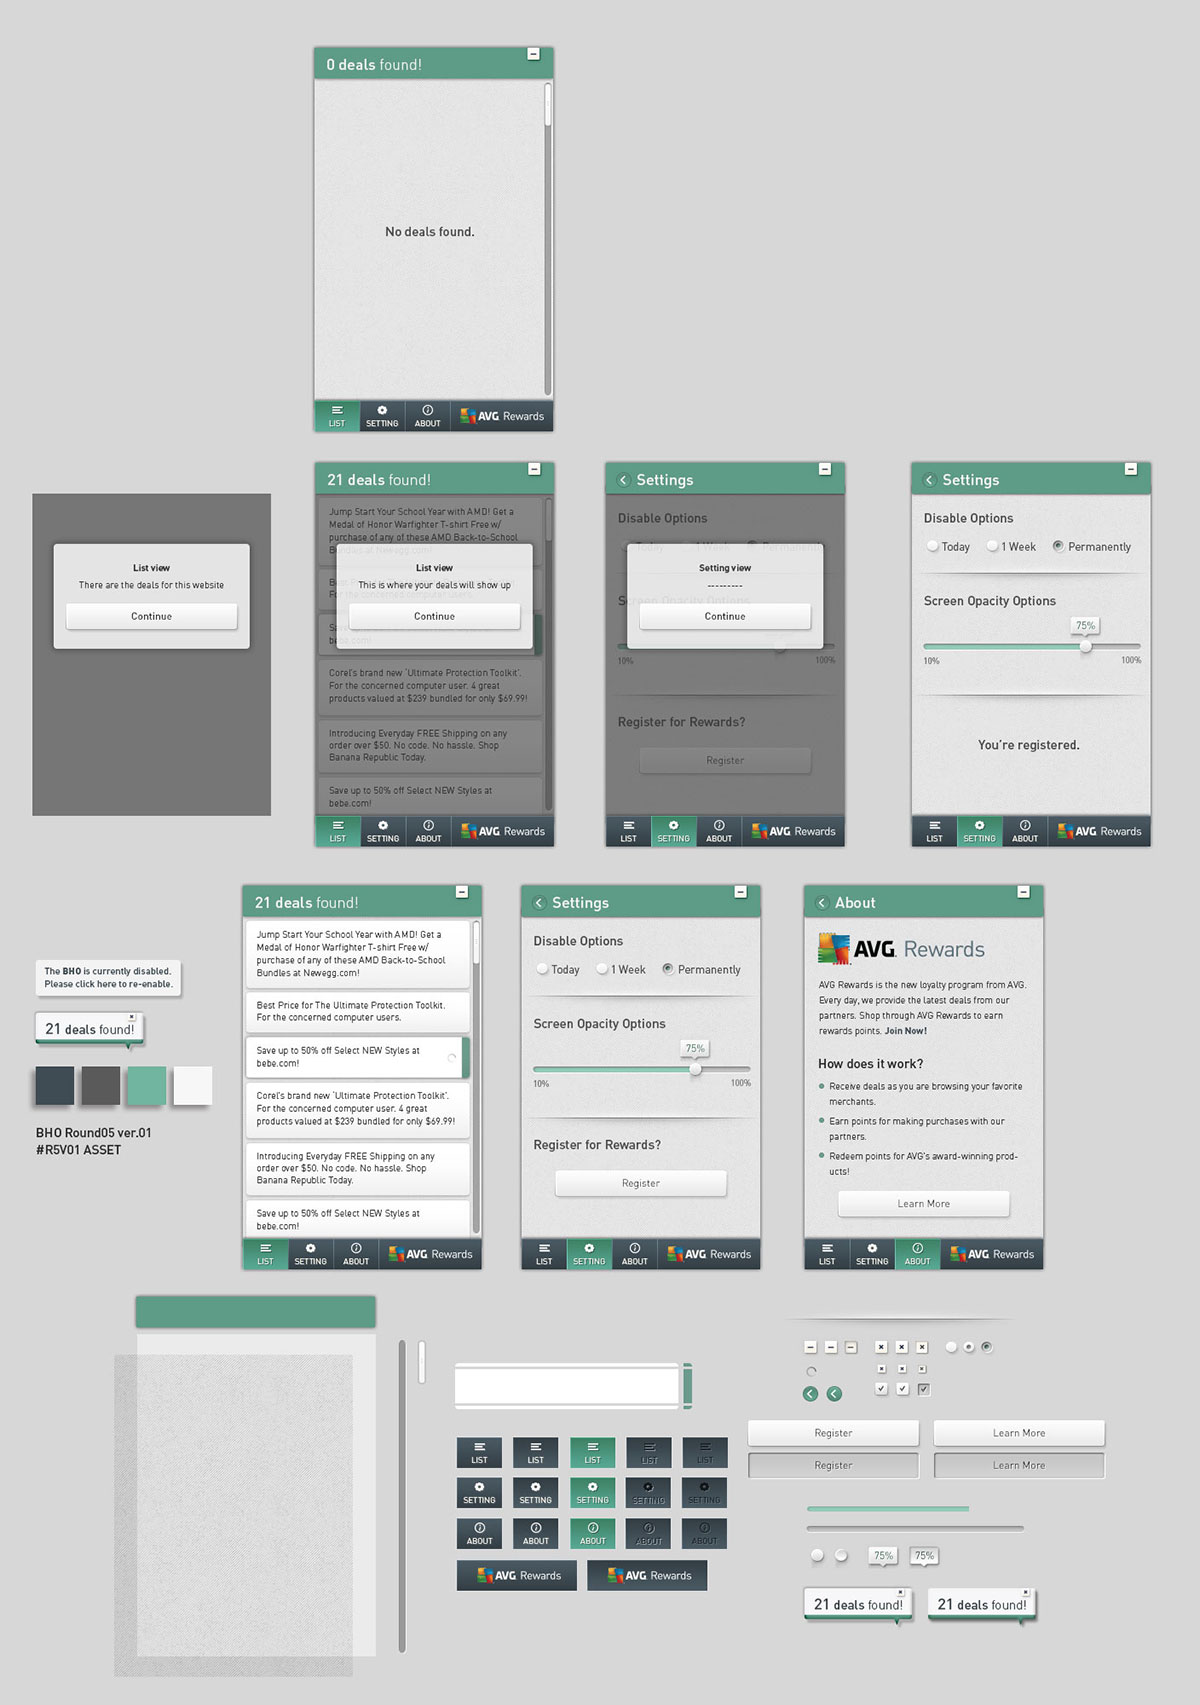 0 deals found!
No deals found.
LIST
SETTING
ABOUT
AVG Rewards
List view
There are the deals for this website
Continue
21 deals found!
Jump Start Your School Year with AMD! Get a
Medal of Honor Warfighter T-shirt Free w/
purchase of any of these AMD Back-to-School
Bundles at Newegg.com!
For the concerned computer users.
bebe.com!
List view
This is where your deals will show up
Continue
Corel's brand new 'Ultimate Protection Toolkit'.
For the concerned computer user. 4 great
products valued at $239 bundled for only $69.99!
Introducing Everyday FREE Shipping on any
order over $50. No code. No hassle. Shop
Banana Republic Today.
Save up to 50% off Select NEW Styles at
bebe.com!
LIST
SETTING
ABOUT
AVG Rewards
Settings
Disable Options
Today
1 Week
Permanently
Screen Opacity Options
Setting view
---------
Continue
10%
100%
Register for Rewards?
Register
LIST
SETTING
ABOUT
AVG Rewards
Settings
Disable Options
Today
1 Week
Permanently
Screen Opacity Options
75%
10%
100%
You're registered.
LIST
SETTING
ABOUT
AVG Rewards
The BHO is currently disabled.
Please click here to re-enable.
21 deals found!
BHO Round05 ver.01
#R5V01 ASSET
21 deals found!
Jump Start Your School Year with AMD! Get a
Medal of Honor Warfighter T-shirt Free w/
purchase of any of these AMD Back-to-School
Bundles at Newegg.com!
Best Price for The Ultimate Protection Toolkit.
For the concerned computer users.
Save up to 50% off Select NEW Styles at
bebe.com!
Corel's brand new 'Ultimate Protection Toolkit'.
For the concerned computer user. 4 great
products valued at $239 bundled for only $69.99!
Introducing Everyday FREE Shipping on any
order over $50. No code. No hassle. Shop
Banana Republic Today.
Save up to 50% off Select NEW Styles at
bebe.com!
LIST
SETTING
ABOUT
AVG Rewards
Settings
Disable Options
Today
1 Week
Permanently
Screen Opacity Options
75%
10%
100%
Register for Rewards?
Register
LIST
SETTING
ABOUT
AVG Rewards
About
AVG Rewards
AVG Rewards is the new loyalty program from AVG.
Every day, we provide the latest deals from our
partners. Shop through AVG Rewards to earn
rewards points. Join Now!
How does it work?
Receive deals as you are browsing your favorite
merchants.
Earn points for making purchases with our
partners.
Redeem points for AVG's award-winning prod-
ucts!
Learn More
LIST
SETTING
ABOUT
AVG Rewards
LIST
LIST
LIST
LIST
LIST
SETTING
SETTING
SETTING
SETTING
SETTING
ABOUT
ABOUT
ABOUT
ABOUT
ABOUT
AVG Rewards
AVG Rewards
Register
Learn More
Register
Learn More
75%
75%
21 deals found!
21 deals found!